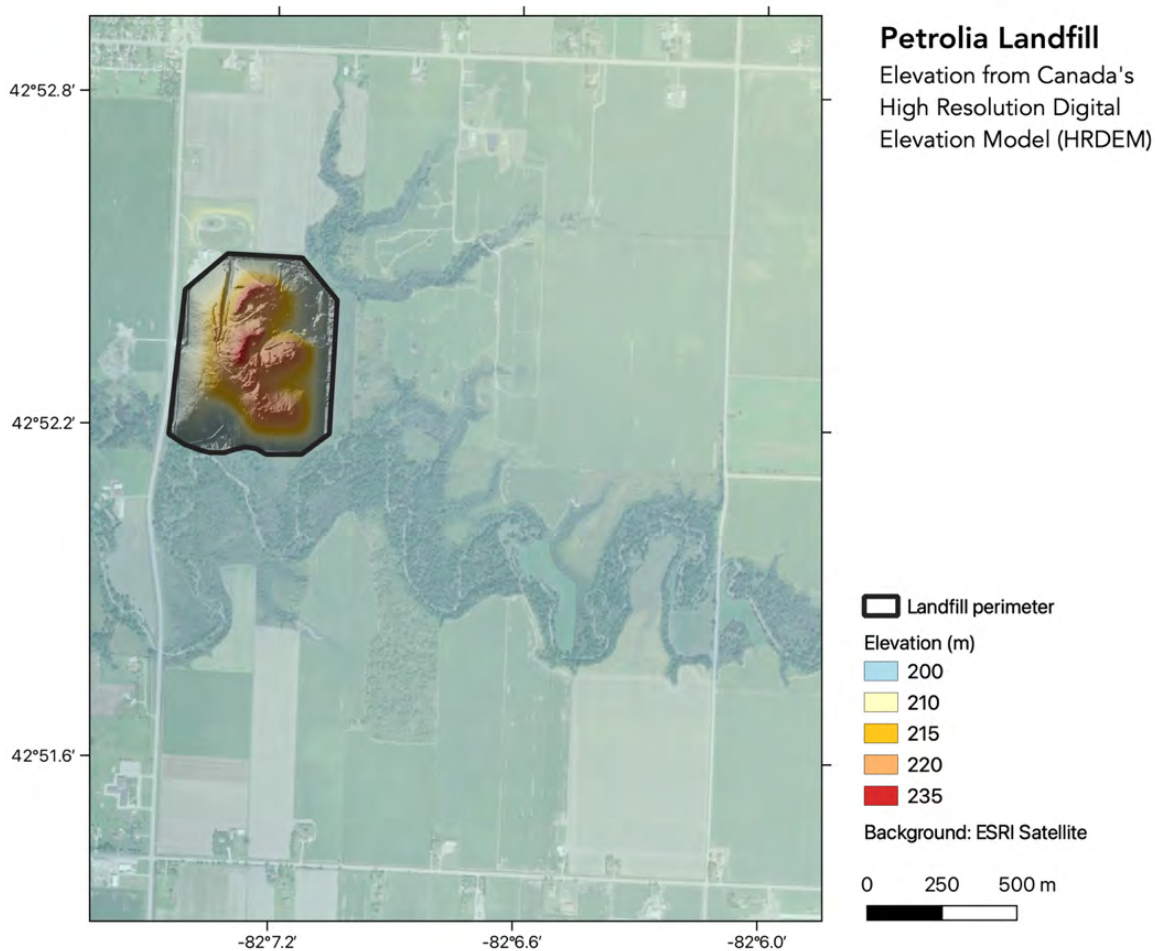 Petrolia Landfill
Elevation from Canada's
High Resolution Digital
Elevation Model (HRDEM)
42°52.8'
42°52.2'
42°51.6'
-82°7.2'
-82°6.6'
-82°6.0'
Landfill perimeter
Elevation (m)
200
210
215
220
235
Background: ESRI Satellite
0 250 500 m